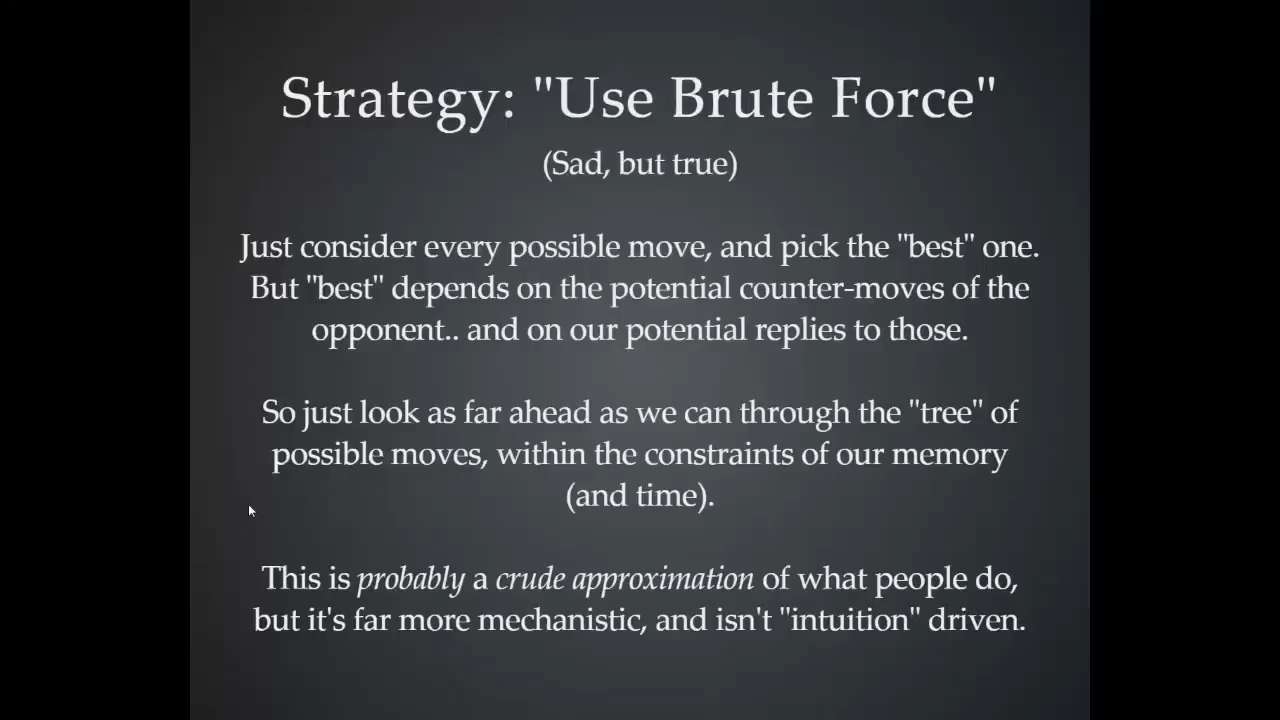 Strategy: "Use Brute Force"
(Sad, but true)
Just consider every possible move, and pick the "best" one.
But "best" depends on the potential counter-moves of the
opponent.. and on our potential replies to those.
So just look as far ahead as we can through the "tree" of
possible moves, within the constraints of our memory
(and time).
This is probably a crude approximation of what people do,
but it's far more mechanistic, and isn't "intuition" driven.